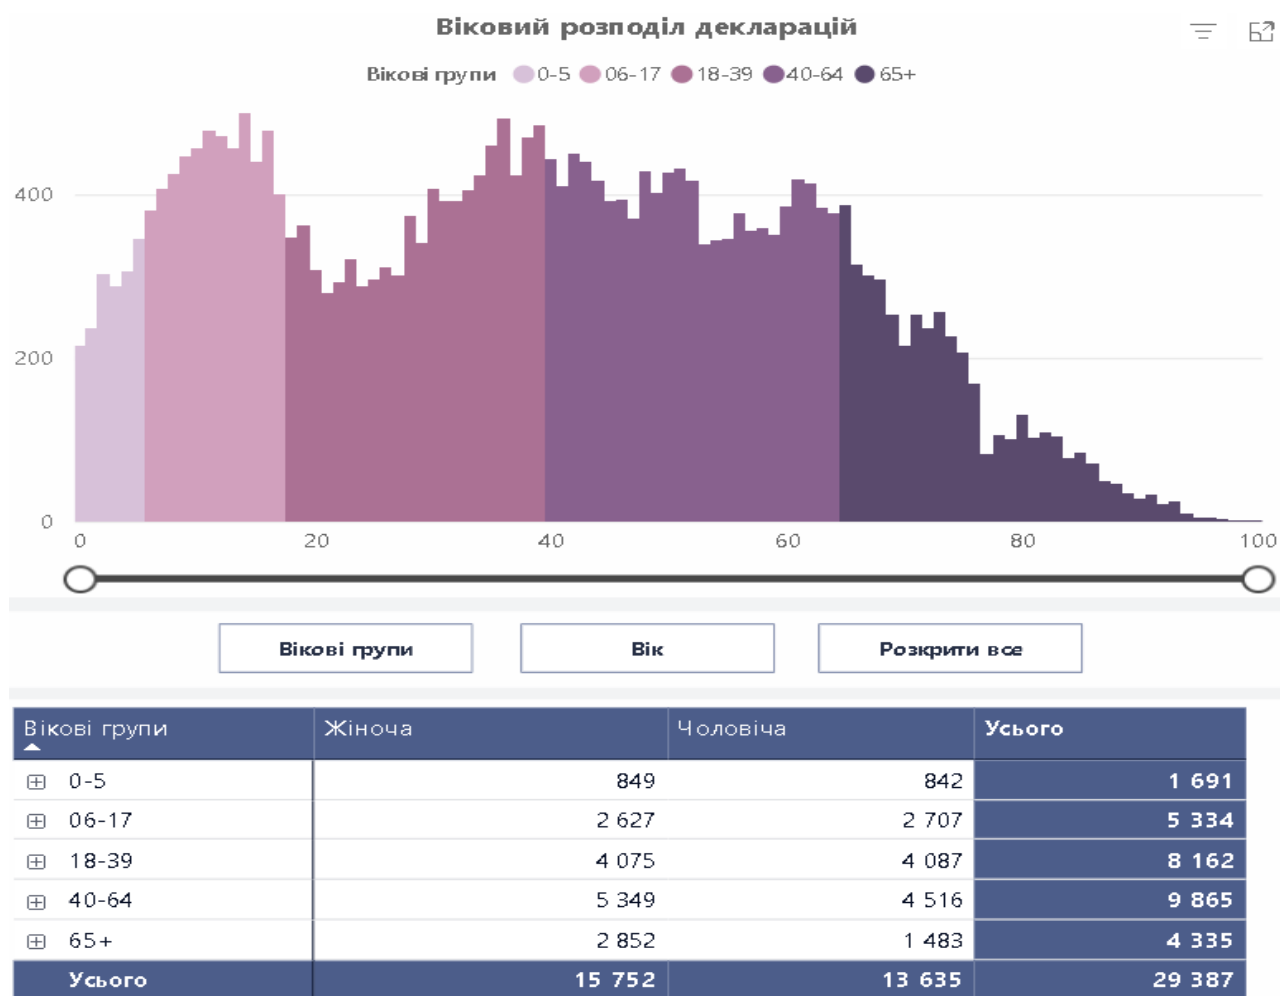 Віковий розподіл декларацій
Вікові групи 0-5 06-17 18-39 40-64 65+
400
200
0
0 20 40 60 80 100
Вікові групи Вік Розкрити все
Вікові групи Жіноча Чоловіча Усього
0-5 849 842 1 691
06-17 2 627 2 707 5 334
18-39 4 075 4 087 8 162
40-64 5 349 4 516 9 865
65+ 2 852 1 483 4 335
Усього 15 752 13 635 29 387